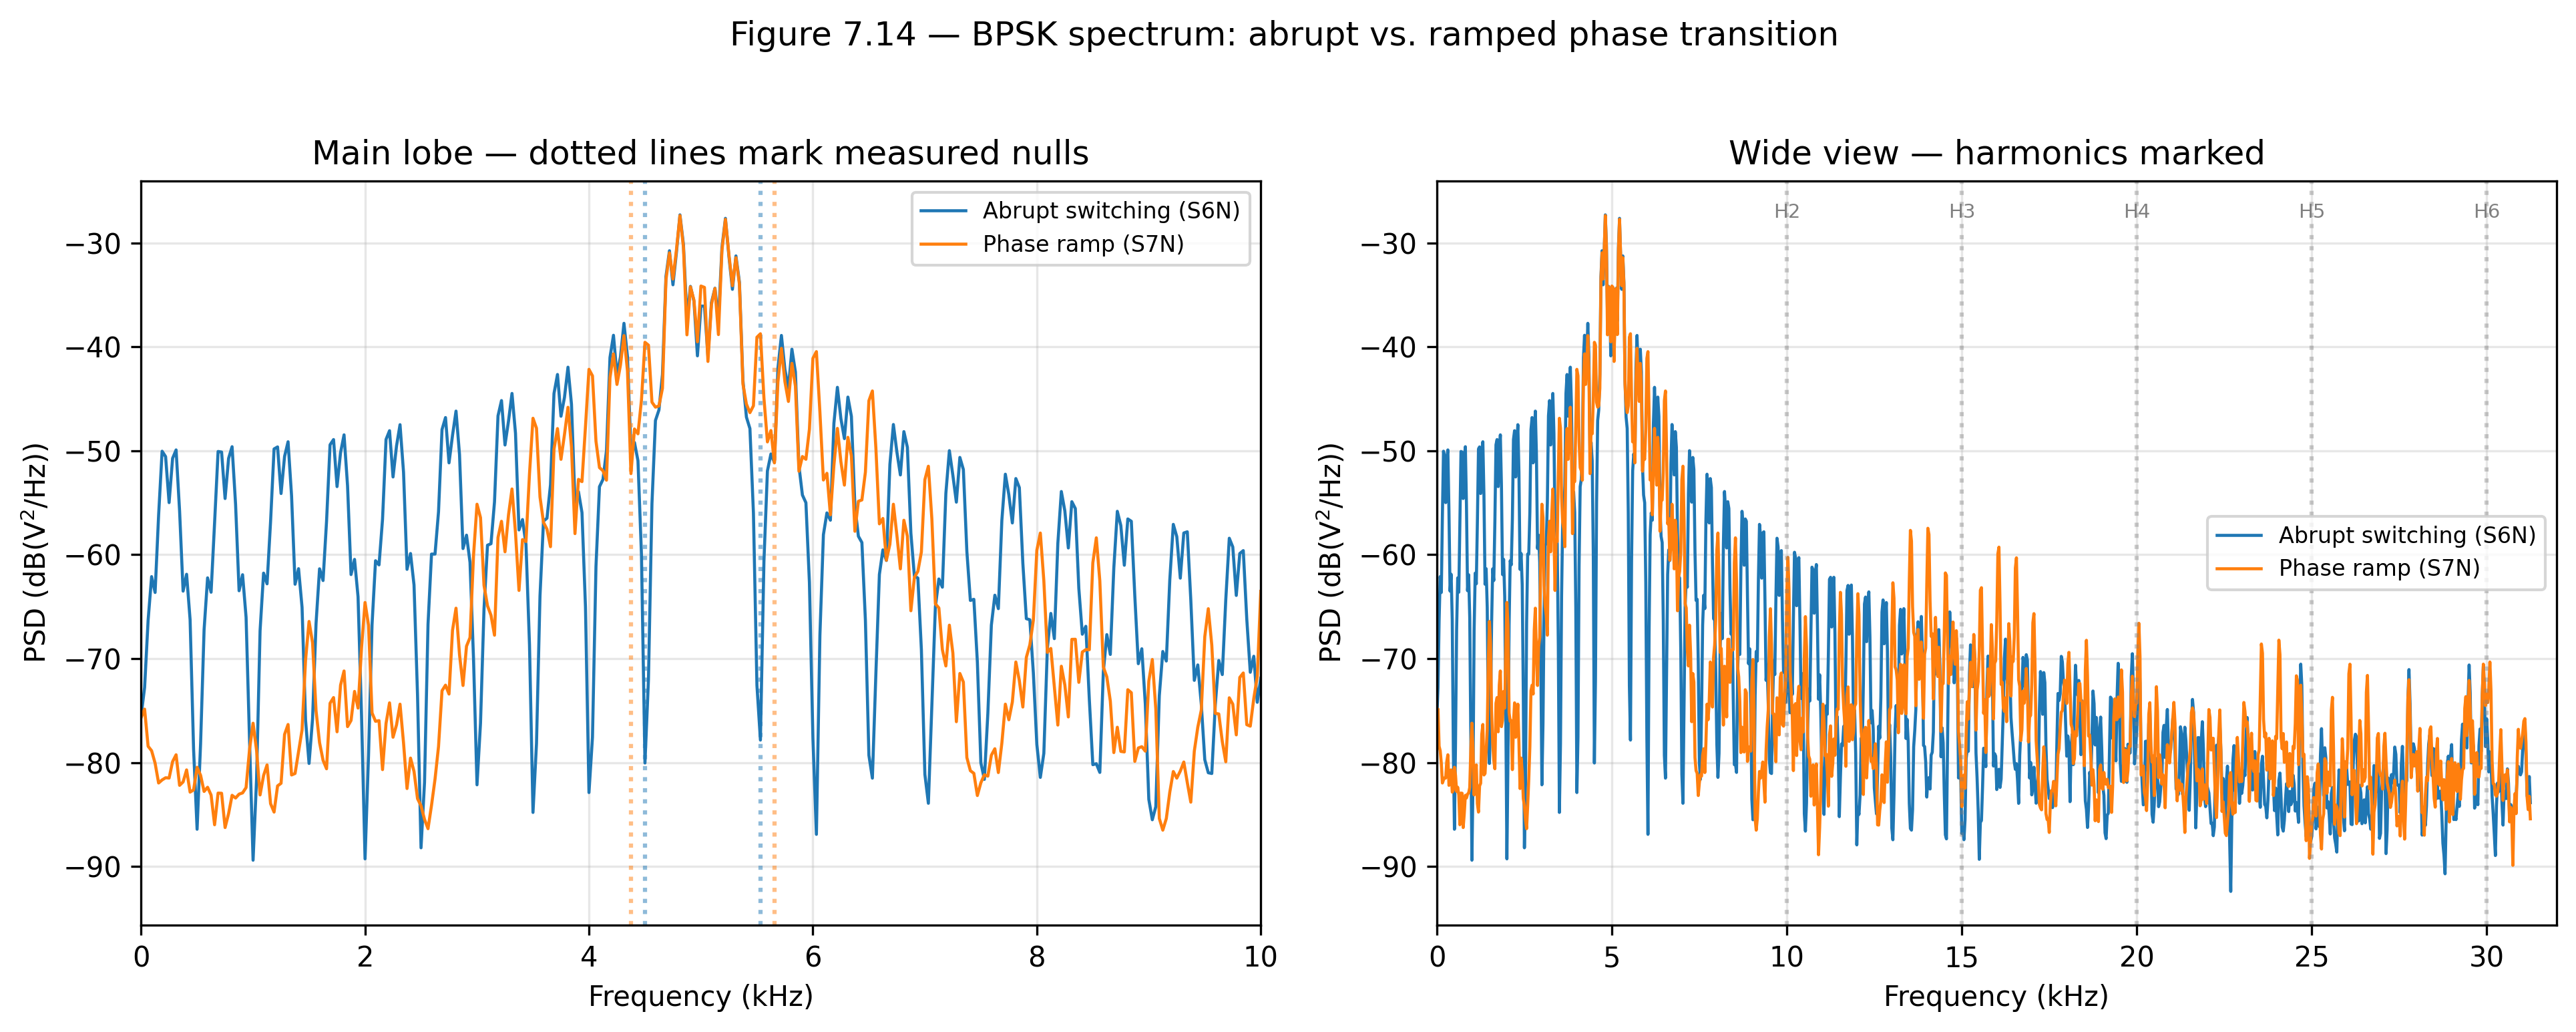 Figure 7.14 — BPSK spectrum: abrupt vs. ramped phase transition
Main lobe — dotted lines mark measured nulls
Abrupt switching (S6N)
Phase ramp (S7N)
PSD (dB(V²/Hz))
−30
−40
−50
−60
−70
−80
−90
0 2 4 6 8 10
Frequency (kHz)
Wide view — harmonics marked
H2 H3 H4 H5 H6
Abrupt switching (S6N)
Phase ramp (S7N)
PSD (dB(V²/Hz))
−30
−40
−50
−60
−70
−80
−90
0 5 10 15 20 25 30
Frequency (kHz)